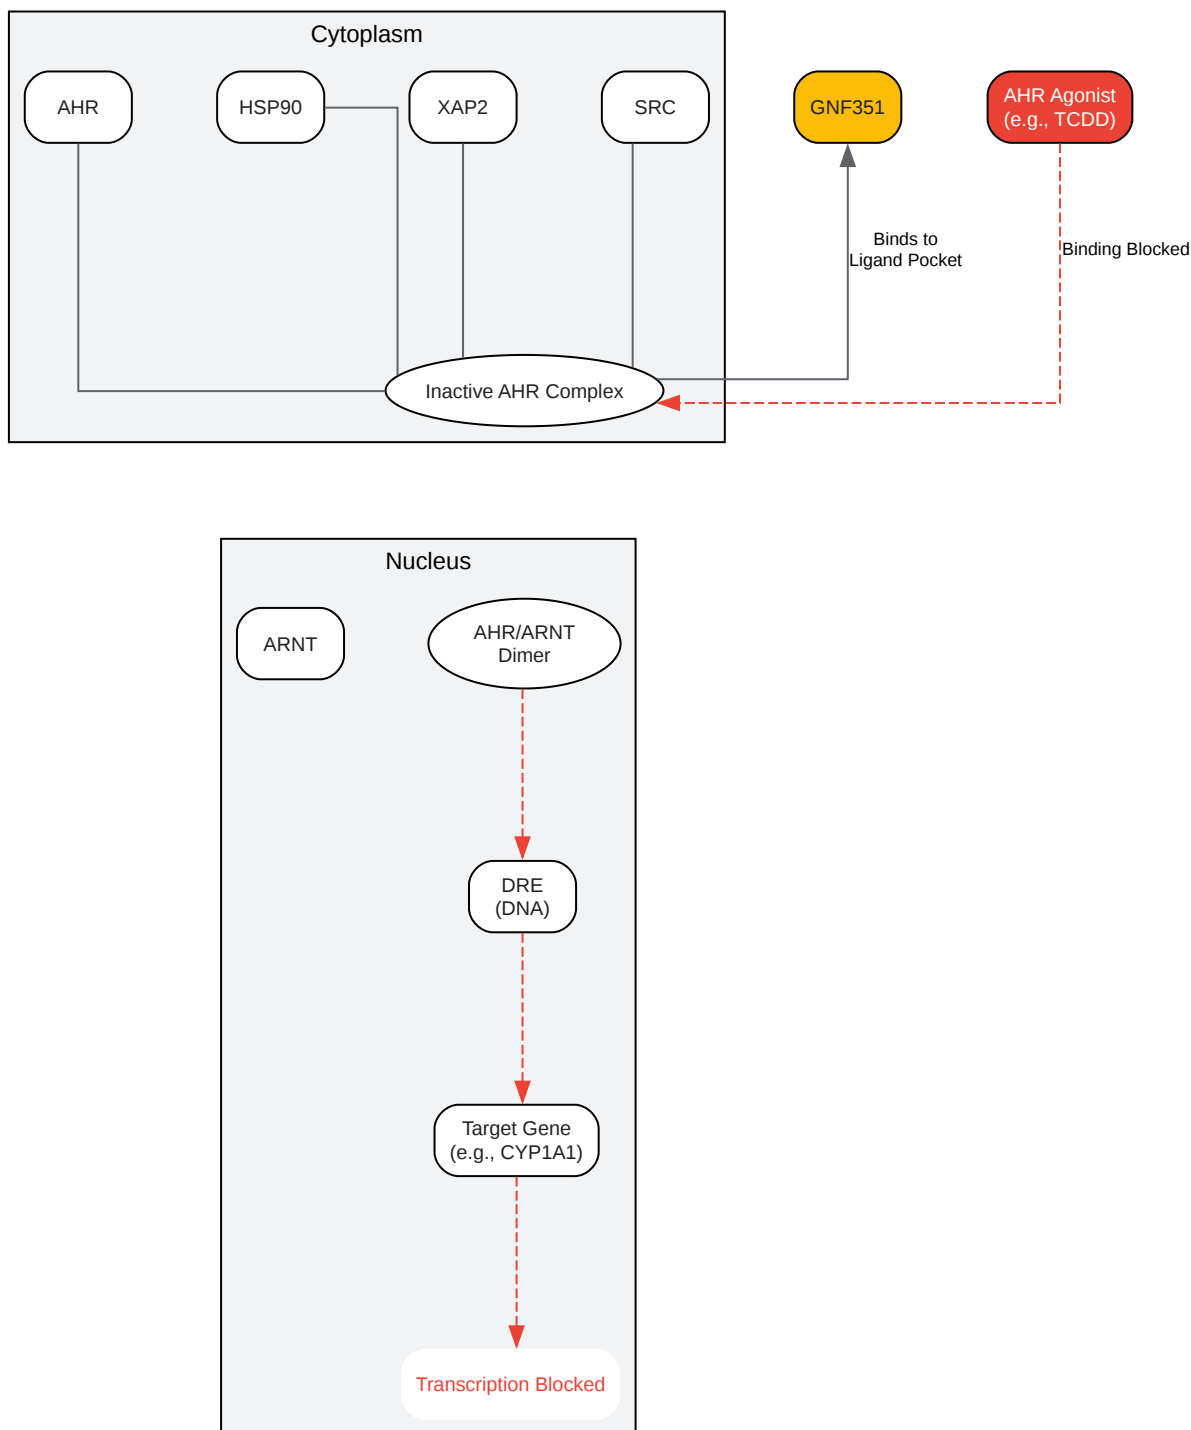 Cytoplasm
AHR
HSP90
XAP2
SRC
GNF351
AHR Agonist
(e.g., TCDD)
Binds to
Ligand Pocket
Binding Blocked
Inactive AHR Complex
Nucleus
ARNT
AHR/ARNT
Dimer
DRE
(DNA)
Target Gene
(e.g., CYP1A1)
Transcription Blocked